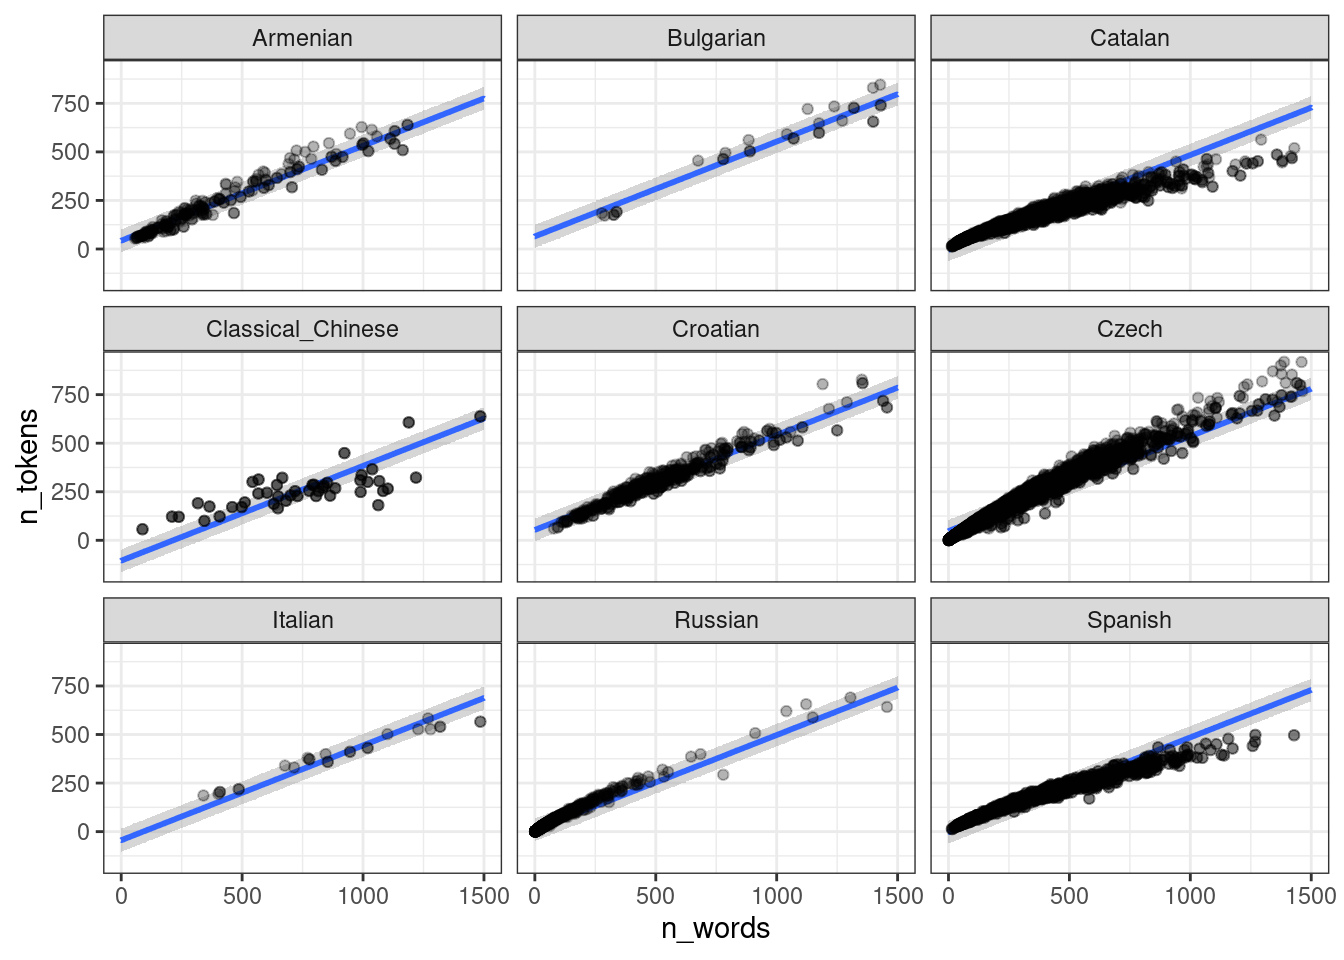 Armenian Bulgarian Catalan
750
500
250
0
Classical_Chinese Croatian Czech
750
500
250
0
n_tokens
Italian Russian Spanish
750
500
250
0
0 500 1000 1500 0 500 1000 1500 0 500 1000 1500
n_words